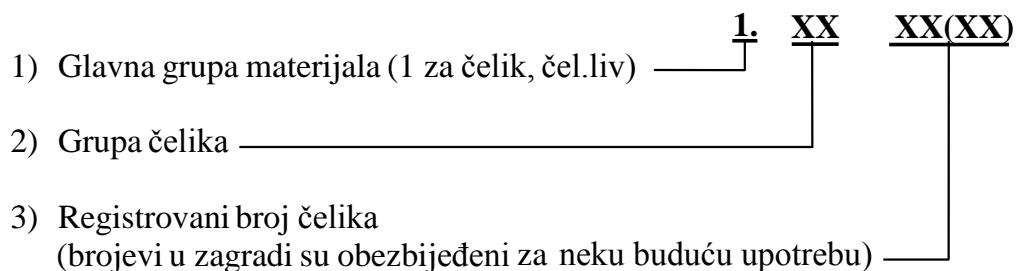 1. XX XX(XX)
1) Glavna grupa materijala (1 za čelik, čel.liv)
2) Grupa čelika
3) Registrovani broj čelika
(brojevi u zagradi su obezbijeđeni za neku buduću upotrebu)